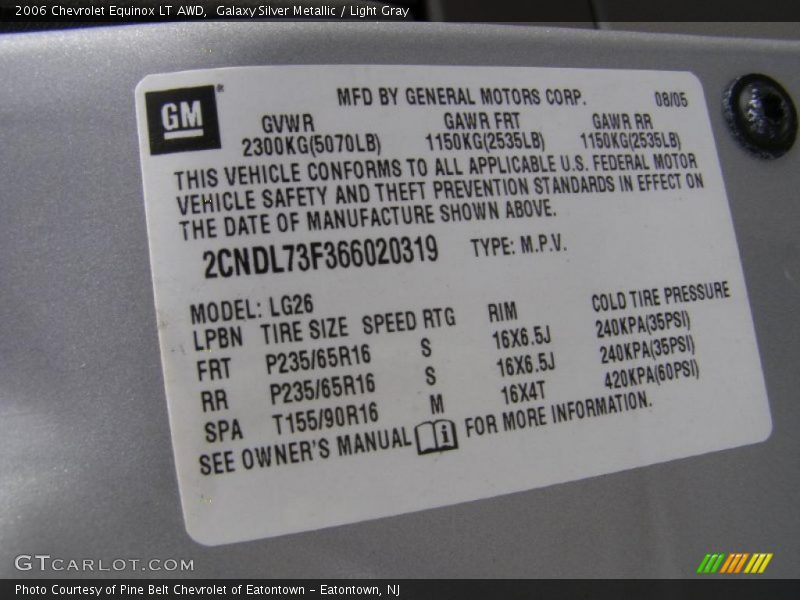 2006 Chevrolet Equinox LT AWD, Galaxy Silver Metallic / Light Gray
GM MFD BY GENERAL MOTORS CORP. 08/05
GVWR GAWR FRT GAWR RR
2300KG(5070LB) 1150KG(2535LB) 1150KG(2535LB)
THIS VEHICLE CONFORMS TO ALL APPLICABLE U.S. FEDERAL MOTOR
VEHICLE SAFETY AND THEFT PREVENTION STANDARDS IN EFFECT ON
THE DATE OF MANUFACTURE SHOWN ABOVE.
2CNDL73F366020319 TYPE: M.P.V.
MODEL: LG26
LPBN TIRE SIZE SPEED RTG RIM COLD TIRE PRESSURE
FRT P235/65R16 S 16X6.5J 240KPA(35PSI)
RR P235/65R16 S 16X6.5J 240KPA(35PSI)
SPA T155/90R16 M 16X4T 420KPA(60PSI)
SEE OWNER'S MANUAL i FOR MORE INFORMATION.
GTCARLOT.COM
Photo Courtesy of Pine Belt Chevrolet of Eatontown – Eatontown, NJ